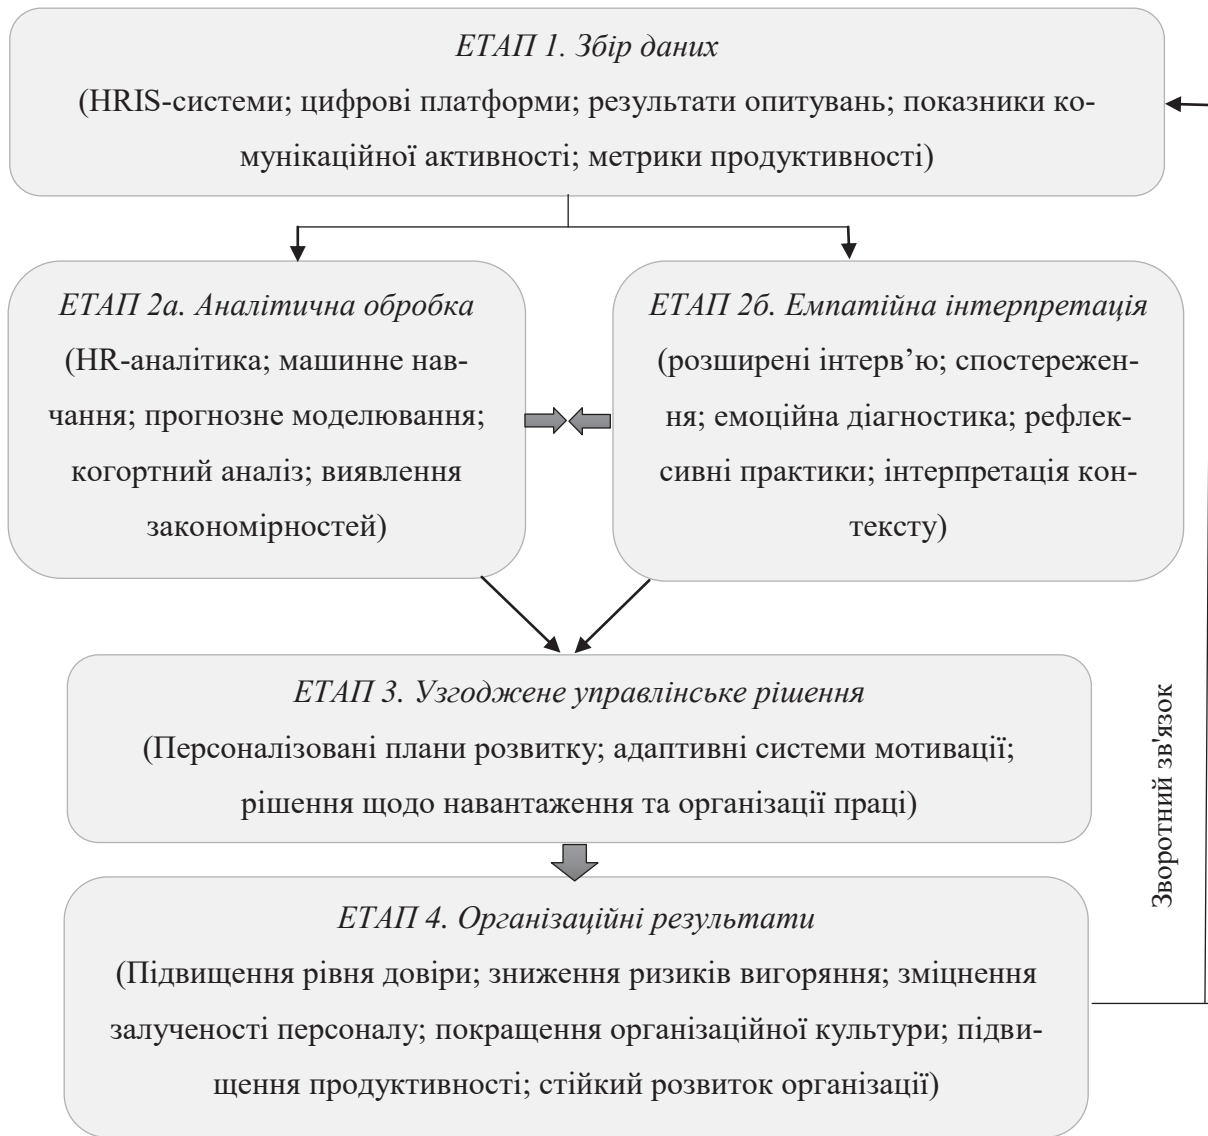 ЕТАП 1. Збір даних
(HRIS-системи; цифрові платформи; результати опитувань; показники ко-
мунікаційної активності; метрики продуктивності)
ЕТАП 2а. Аналітична обробка
(HR-аналітика; машинне нав-
чання; прогнозне моделювання;
когортний аналіз; виявлення
закономірностей)
ЕТАП 2б. Емпатійна інтерпретація
(розширені інтерв’ю; спостережен-
ня; емоційна діагностика; рефлек-
сивні практики; інтерпретація кон-
тексту)
ЕТАП 3. Узгоджене управлінське рішення
(Персоналізовані плани розвитку; адаптивні системи мотивації;
рішення щодо навантаження та організації праці)
Зворотний зв'язок
ЕТАП 4. Організаційні результати
(Підвищення рівня довіри; зниження ризиків вигоряння; зміцнення
залученості персоналу; покращення організаційної культури; підви-
щення продуктивності; стійкий розвиток організації)